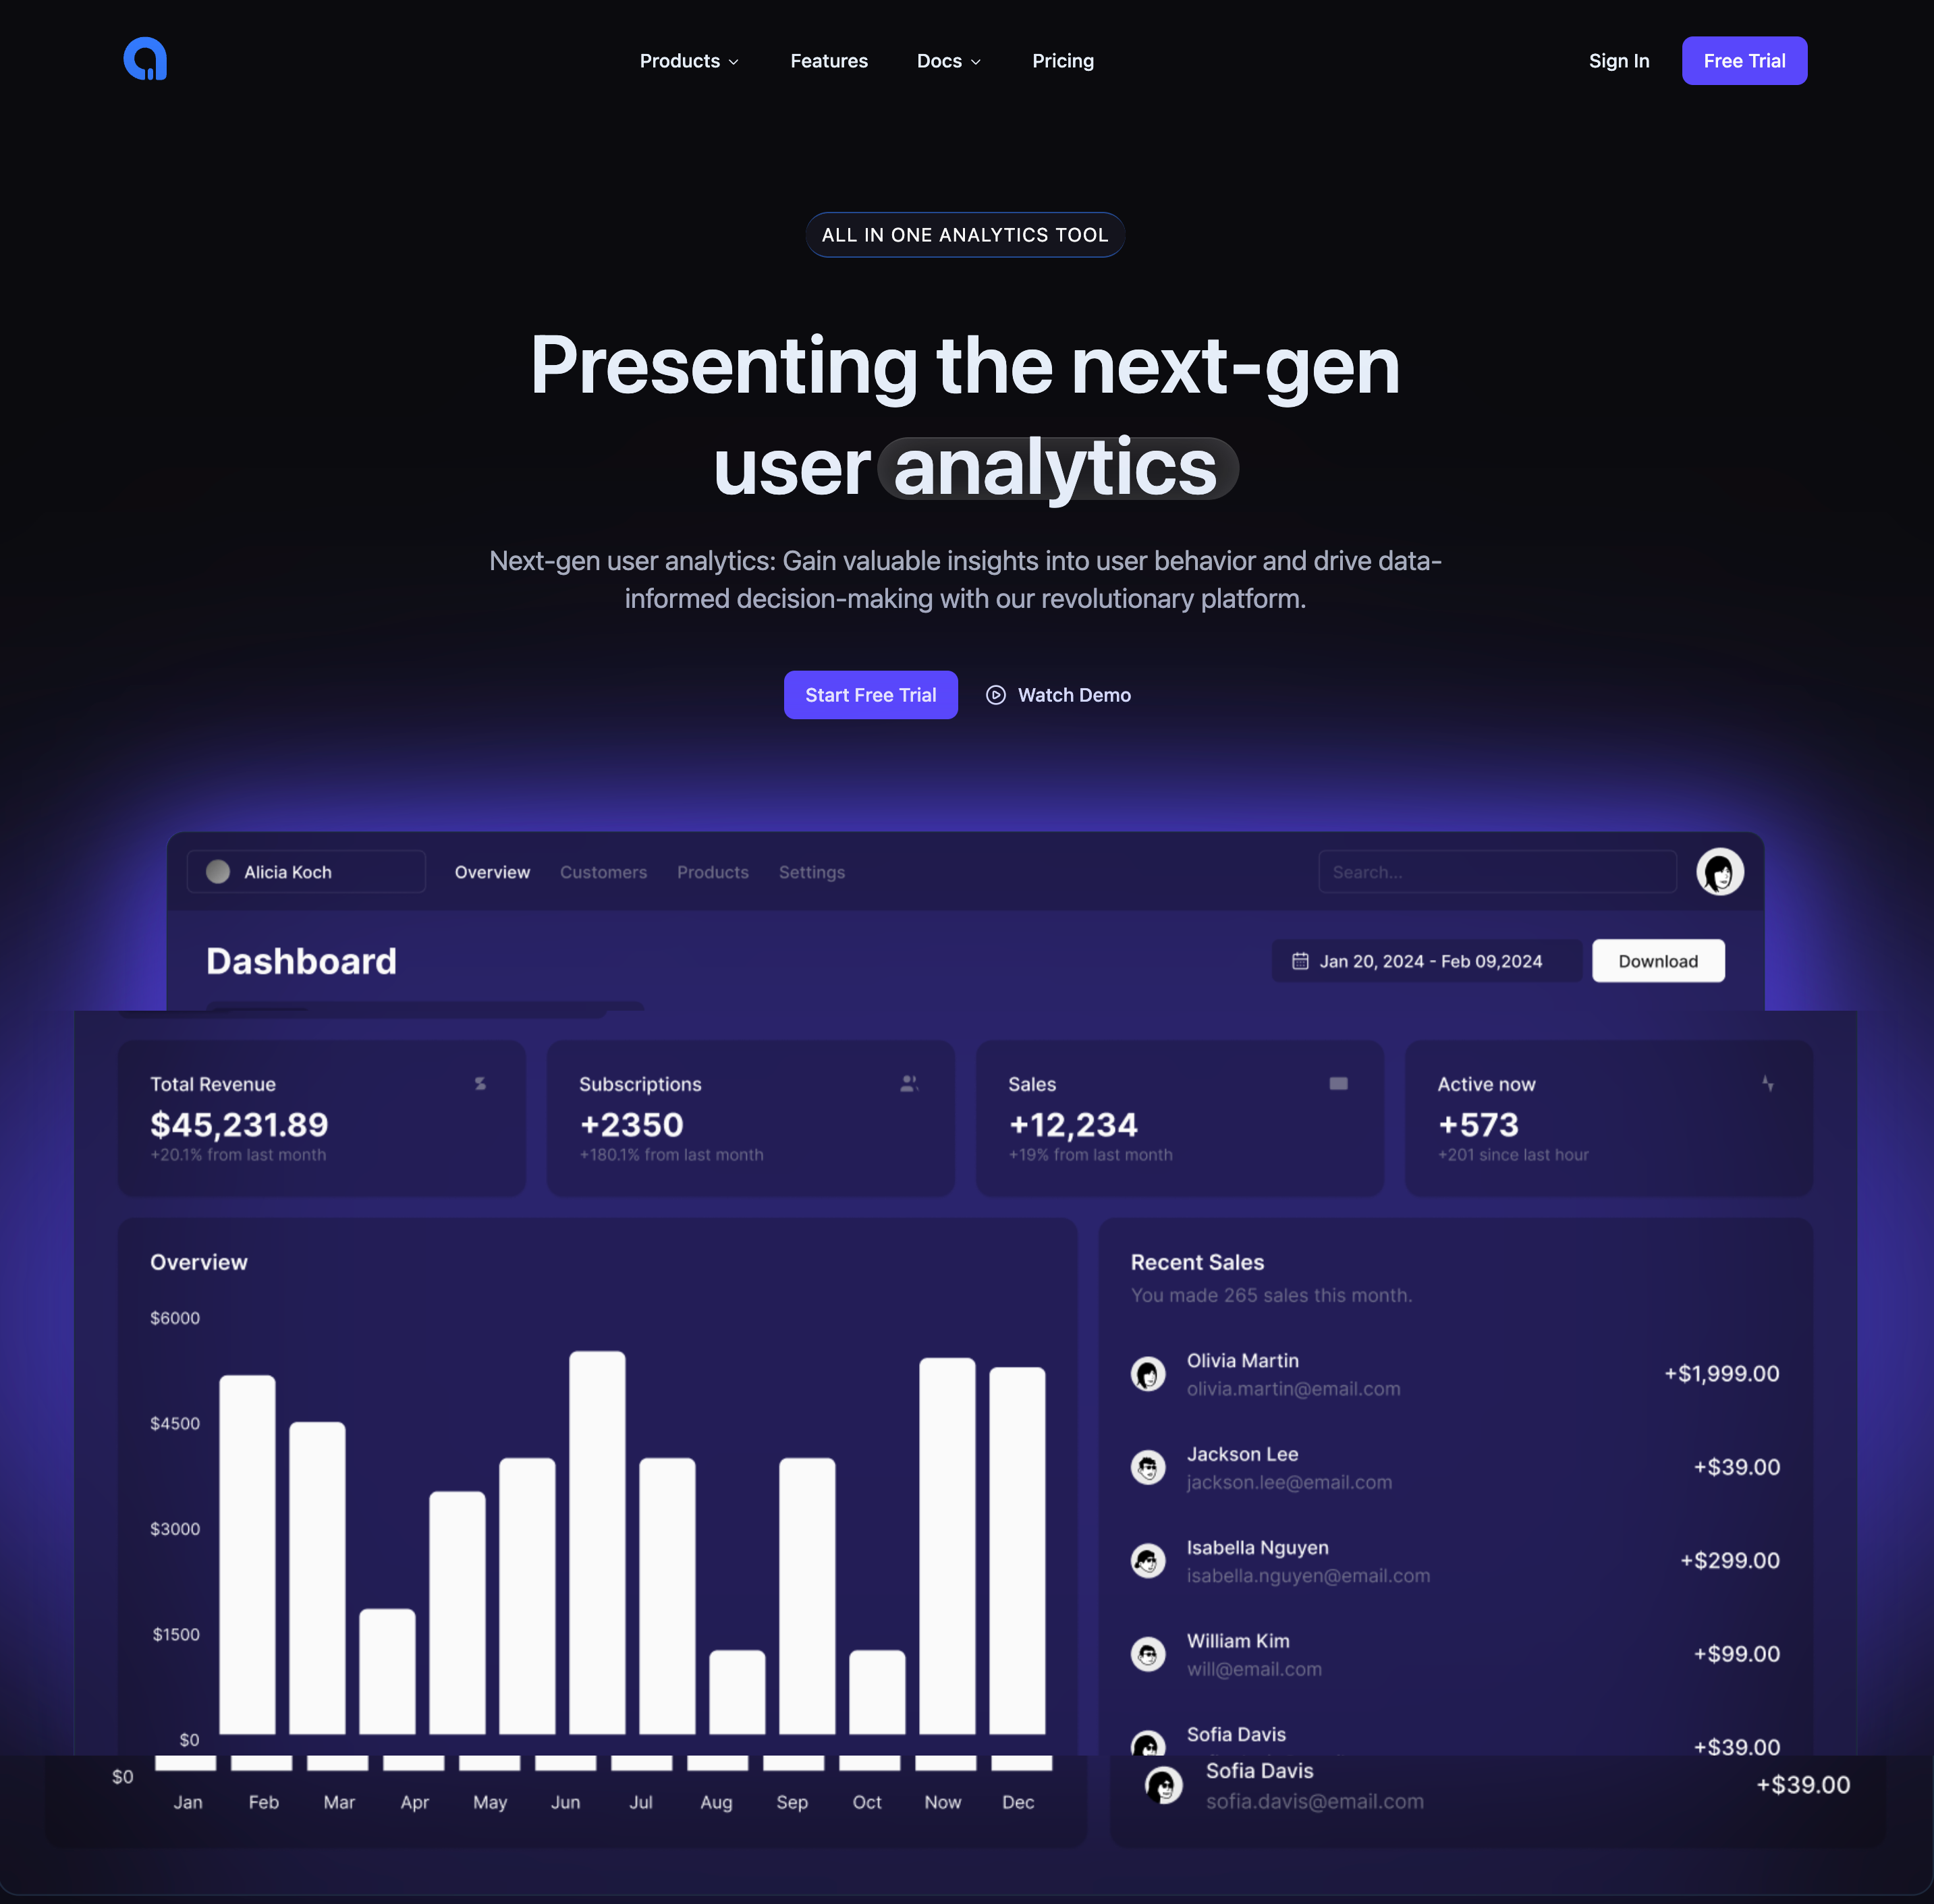 Products Features Docs Pricing Sign In Free Trial
ALL IN ONE ANALYTICS TOOL
Presenting the next-gen
user analytics
Next-gen user analytics: Gain valuable insights into user behavior and drive data-
informed decision-making with our revolutionary platform.
Start Free Trial Watch Demo
Alicia Koch Overview Customers Products Settings Search...
Dashboard Jan 20, 2024 - Feb 09,2024 Download
Total Revenue
$45,231.89
+20.1% from last month
Subscriptions
+2350
+180.1% from last month
Sales
+12,234
+19% from last month
Active now
+573
+201 since last hour
Overview
$6000
$4500
$3000
$1500
$0
$0
Jan Feb Mar Apr May Jun Jul Aug Sep Oct Now Dec
Recent Sales
You made 265 sales this month.
Olivia Martin
olivia.martin@email.com
+$1,999.00
Jackson Lee
jackson.lee@email.com
+$39.00
Isabella Nguyen
isabella.nguyen@email.com
+$299.00
William Kim
will@email.com
+$99.00
Sofia Davis
+$39.00
Sofia Davis
sofia.davis@email.com
+$39.00